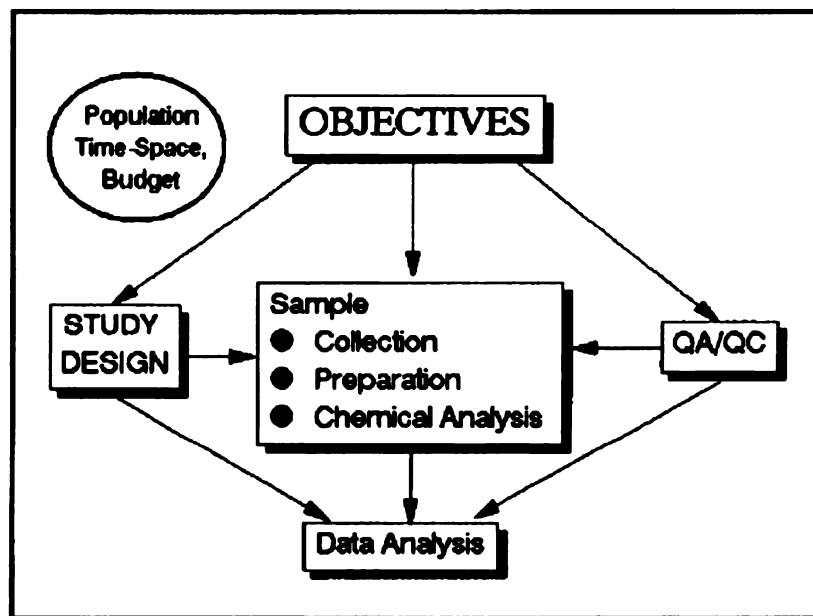 Population
Time-Space,
Budget
OBJECTIVES
STUDY
DESIGN
Sample
● Collection
● Preparation
● Chemical Analysis
QA/QC
Data Analysis